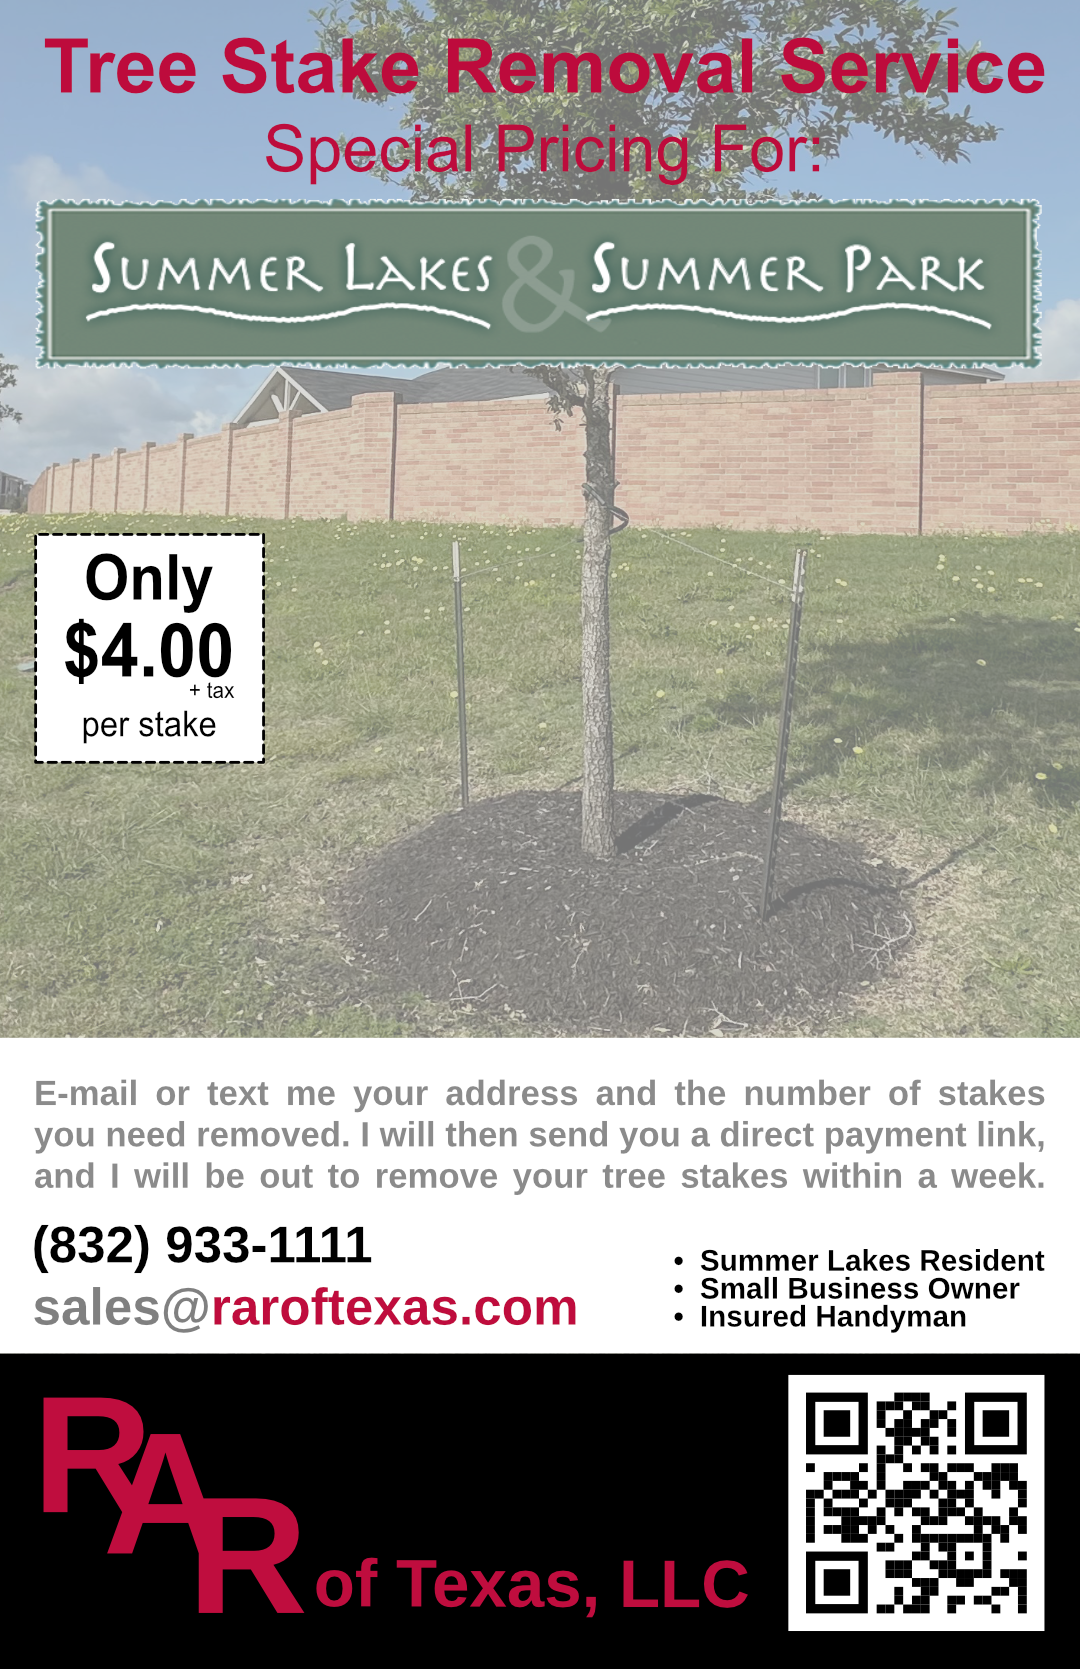 Tree Stake Removal Service
Special Pricing For:
SUMMER LAKES & SUMMER PARK
Only
$4.00
+ tax
per stake
E-mail or text me your address and the number of stakes
you need removed. I will then send you a direct payment link,
and I will be out to remove your tree stakes within a week.
(832) 933-1111
sales@raroftexas.com
• Summer Lakes Resident
• Small Business Owner
• Insured Handyman
RAR of Texas, LLC